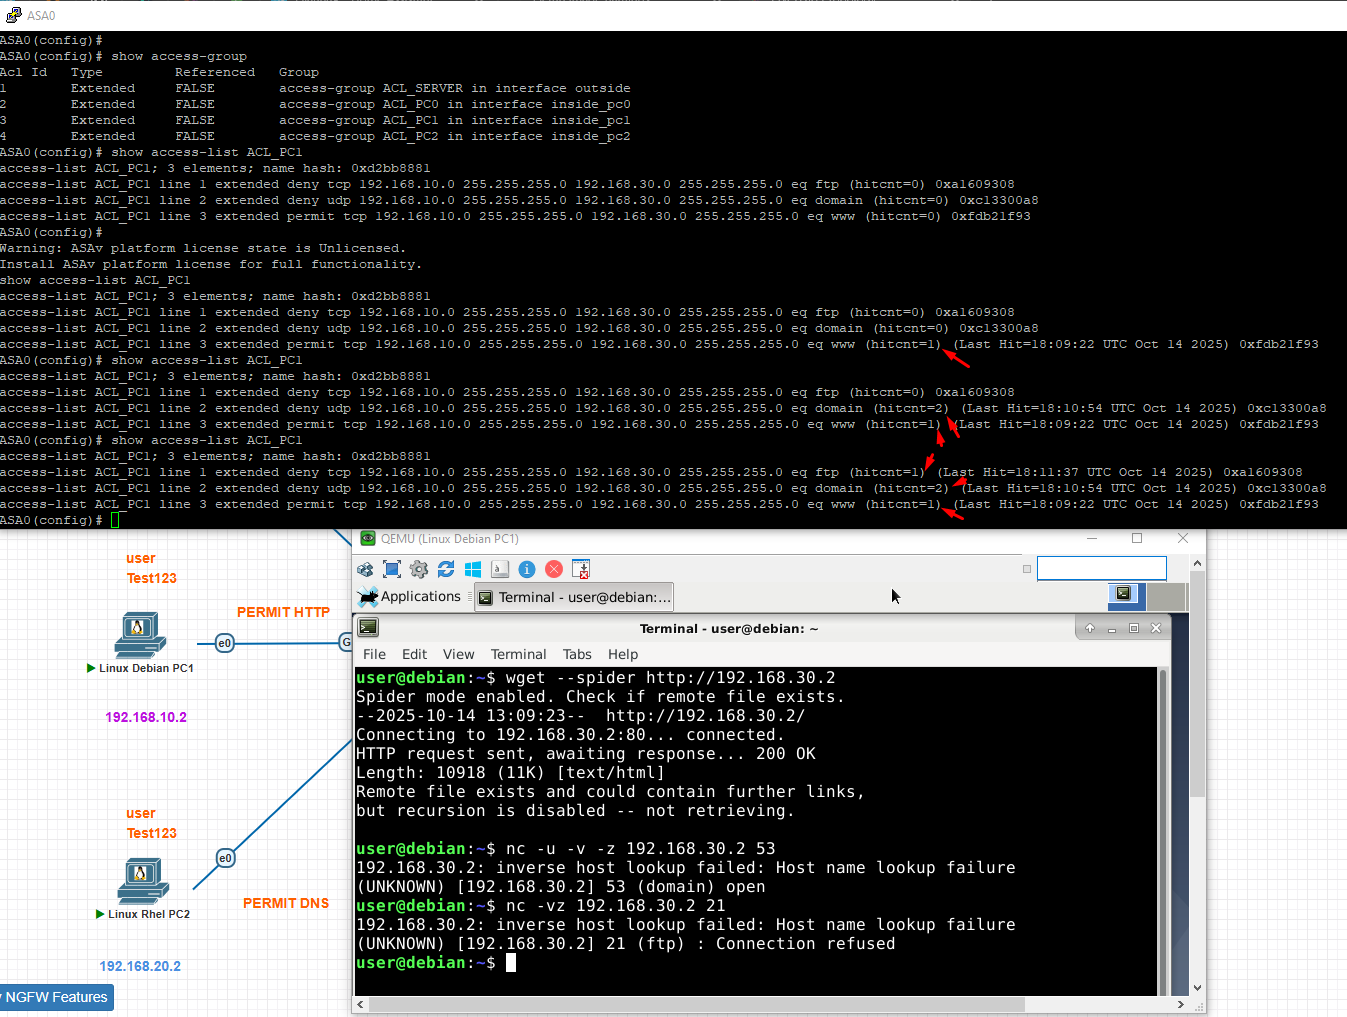 ASA0
ASA0(config)#
ASA0(config)# show access-group
Acl Id   Type         Referenced   Group
1        Extended     FALSE        access-group ACL_SERVER in interface outside
2        Extended     FALSE        access-group ACL_PC0 in interface inside_pc0
3        Extended     FALSE        access-group ACL_PC1 in interface inside_pc1
4        Extended     FALSE        access-group ACL_PC2 in interface inside_pc2
ASA0(config)# show access-list ACL_PC1
access-list ACL_PC1; 3 elements; name hash: 0xd2bb8881
access-list ACL_PC1 line 1 extended deny tcp 192.168.10.0 255.255.255.0 192.168.30.0 255.255.255.0 eq ftp (hitcnt=0) 0xa1609308
access-list ACL_PC1 line 2 extended deny udp 192.168.10.0 255.255.255.0 192.168.30.0 255.255.255.0 eq domain (hitcnt=0) 0xc13300a8
access-list ACL_PC1 line 3 extended permit tcp 192.168.10.0 255.255.255.0 192.168.30.0 255.255.255.0 eq www (hitcnt=0) 0xfdb21f93
ASA0(config)#
Warning: ASAv platform license state is Unlicensed.
Install ASAv platform license for full functionality.
show access-list ACL_PC1
access-list ACL_PC1; 3 elements; name hash: 0xd2bb8881
access-list ACL_PC1 line 1 extended deny tcp 192.168.10.0 255.255.255.0 192.168.30.0 255.255.255.0 eq ftp (hitcnt=0) 0xa1609308
access-list ACL_PC1 line 2 extended deny udp 192.168.10.0 255.255.255.0 192.168.30.0 255.255.255.0 eq domain (hitcnt=0) 0xc13300a8
access-list ACL_PC1 line 3 extended permit tcp 192.168.10.0 255.255.255.0 192.168.30.0 255.255.255.0 eq www (hitcnt=1) (Last Hit=18:09:22 UTC Oct 14 2025) 0xfdb21f93
ASA0(config)# show access-list ACL_PC1
access-list ACL_PC1; 3 elements; name hash: 0xd2bb8881
access-list ACL_PC1 line 1 extended deny tcp 192.168.10.0 255.255.255.0 192.168.30.0 255.255.255.0 eq ftp (hitcnt=0) 0xa1609308
access-list ACL_PC1 line 2 extended deny udp 192.168.10.0 255.255.255.0 192.168.30.0 255.255.255.0 eq domain (hitcnt=2) (Last Hit=18:10:54 UTC Oct 14 2025) 0xc13300a8
access-list ACL_PC1 line 3 extended permit tcp 192.168.10.0 255.255.255.0 192.168.30.0 255.255.255.0 eq www (hitcnt=1) (Last Hit=18:09:22 UTC Oct 14 2025) 0xfdb21f93
ASA0(config)# show access-list ACL_PC1
access-list ACL_PC1; 3 elements; name hash: 0xd2bb8881
access-list ACL_PC1 line 1 extended deny tcp 192.168.10.0 255.255.255.0 192.168.30.0 255.255.255.0 eq ftp (hitcnt=1) (Last Hit=18:11:37 UTC Oct 14 2025) 0xa1609308
access-list ACL_PC1 line 2 extended deny udp 192.168.10.0 255.255.255.0 192.168.30.0 255.255.255.0 eq domain (hitcnt=2) (Last Hit=18:10:54 UTC Oct 14 2025) 0xc13300a8
access-list ACL_PC1 line 3 extended permit tcp 192.168.10.0 255.255.255.0 192.168.30.0 255.255.255.0 eq www (hitcnt=1) (Last Hit=18:09:22 UTC Oct 14 2025) 0xfdb21f93
ASA0(config)#
user
Test123
PERMIT HTTP
e0
G
Linux Debian PC1
192.168.10.2
user
Test123
e0
PERMIT DNS
Linux Rhel PC2
192.168.20.2
NGFW Features
QEMU (Linux Debian PC1)
Applications
Terminal - user@debian:...
Terminal - user@debian: ~
File Edit View Terminal Tabs Help
user@debian:~$ wget --spider http://192.168.30.2
Spider mode enabled. Check if remote file exists.
--2025-10-14 13:09:23--  http://192.168.30.2/
Connecting to 192.168.30.2:80... connected.
HTTP request sent, awaiting response... 200 OK
Length: 10918 (11K) [text/html]
Remote file exists and could contain further links,
but recursion is disabled -- not retrieving.
user@debian:~$ nc -u -v -z 192.168.30.2 53
192.168.30.2: inverse host lookup failed: Host name lookup failure
(UNKNOWN) [192.168.30.2] 53 (domain) open
user@debian:~$ nc -vz 192.168.30.2 21
192.168.30.2: inverse host lookup failed: Host name lookup failure
(UNKNOWN) [192.168.30.2] 21 (ftp) : Connection refused
user@debian:~$